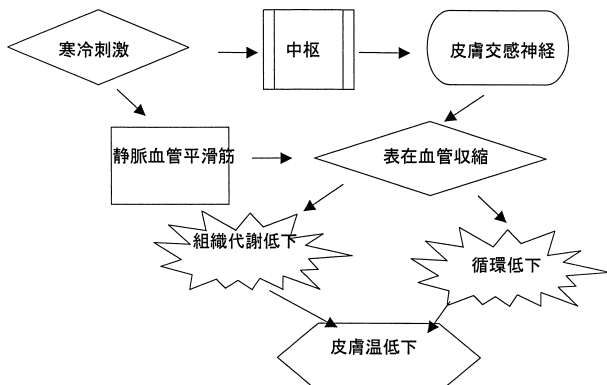 寒冷刺激
中枢
皮膚交感神経
静脈血管平滑筋
表在血管収縮
組織代謝低下
循環低下
皮膚温低下